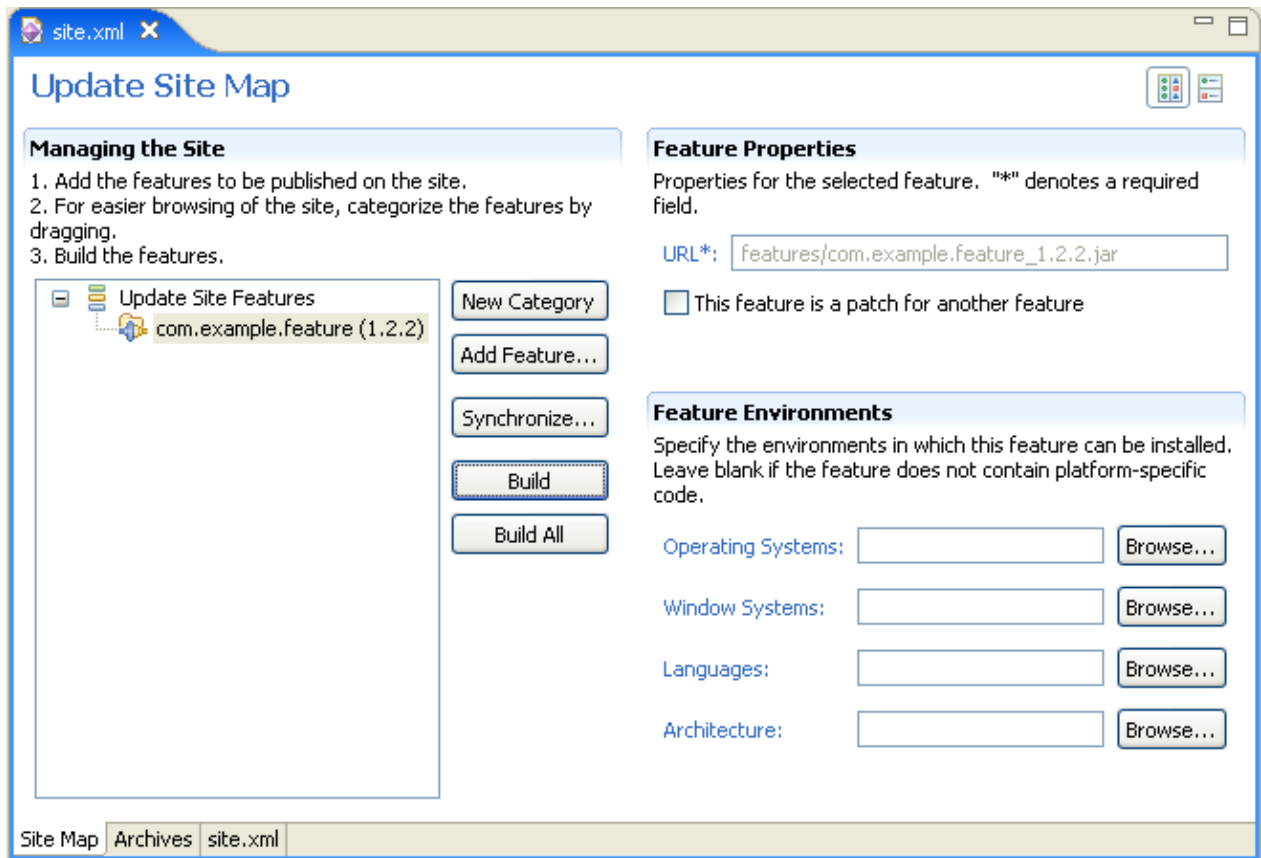 site.xml
Update Site Map
Managing the Site
1. Add the features to be published on the site.
2. For easier browsing of the site, categorize the features by
dragging.
3. Build the features.
Update Site Features
com.example.feature (1.2.2)
New Category
Add Feature...
Synchronize...
Build
Build All
Feature Properties
Properties for the selected feature.  "*" denotes a required
field.
URL*: features/com.example.feature_1.2.2.jar
This feature is a patch for another feature
Feature Environments
Specify the environments in which this feature can be installed.
Leave blank if the feature does not contain platform-specific
code.
Operating Systems: Browse...
Window Systems: Browse...
Languages: Browse...
Architecture: Browse...
Site Map Archives site.xml